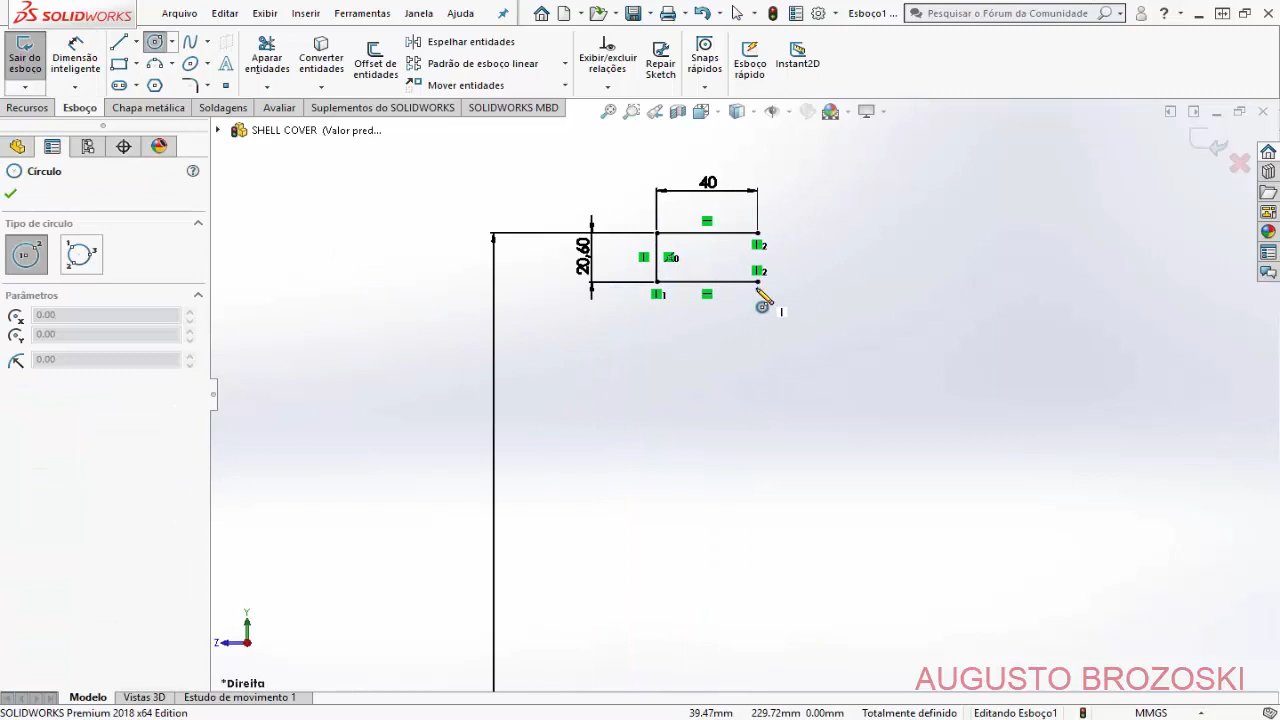 SOLIDWORKS
Arquivo
Editar
Exibir
Inserir
Ferramentas
Janela
Ajuda
Esboço1 ...
Pesquisar o Fórum da Comunidade
Sair do esboço
Dimensão inteligente
Aparar entidades
Converter entidades
Offset de entidades
Espelhar entidades
Padrão de esboço linear
Mover entidades
Exibir/excluir relações
Repair Sketch
Snaps rápidos
Esboço rápido
Instant2D
Recursos
Esboço
Chapa metálica
Soldagens
Avaliar
Suplementos do SOLIDWORKS
SOLIDWORKS MBD
SHELL COVER (Valor pred...
Círculo
Tipo de círculo
Parâmetros
0.00
0.00
0.00
40
20,60
2
2
0
1
Y
Z
*Direita
AUGUSTO BROZOSKI
Modelo
Vistas 3D
Estudo de movimento 1
SOLIDWORKS Premium 2018 x64 Edition
39.47mm
229.72mm 0.00mm
Totalmente definido
Editando Esboço1
MMGS